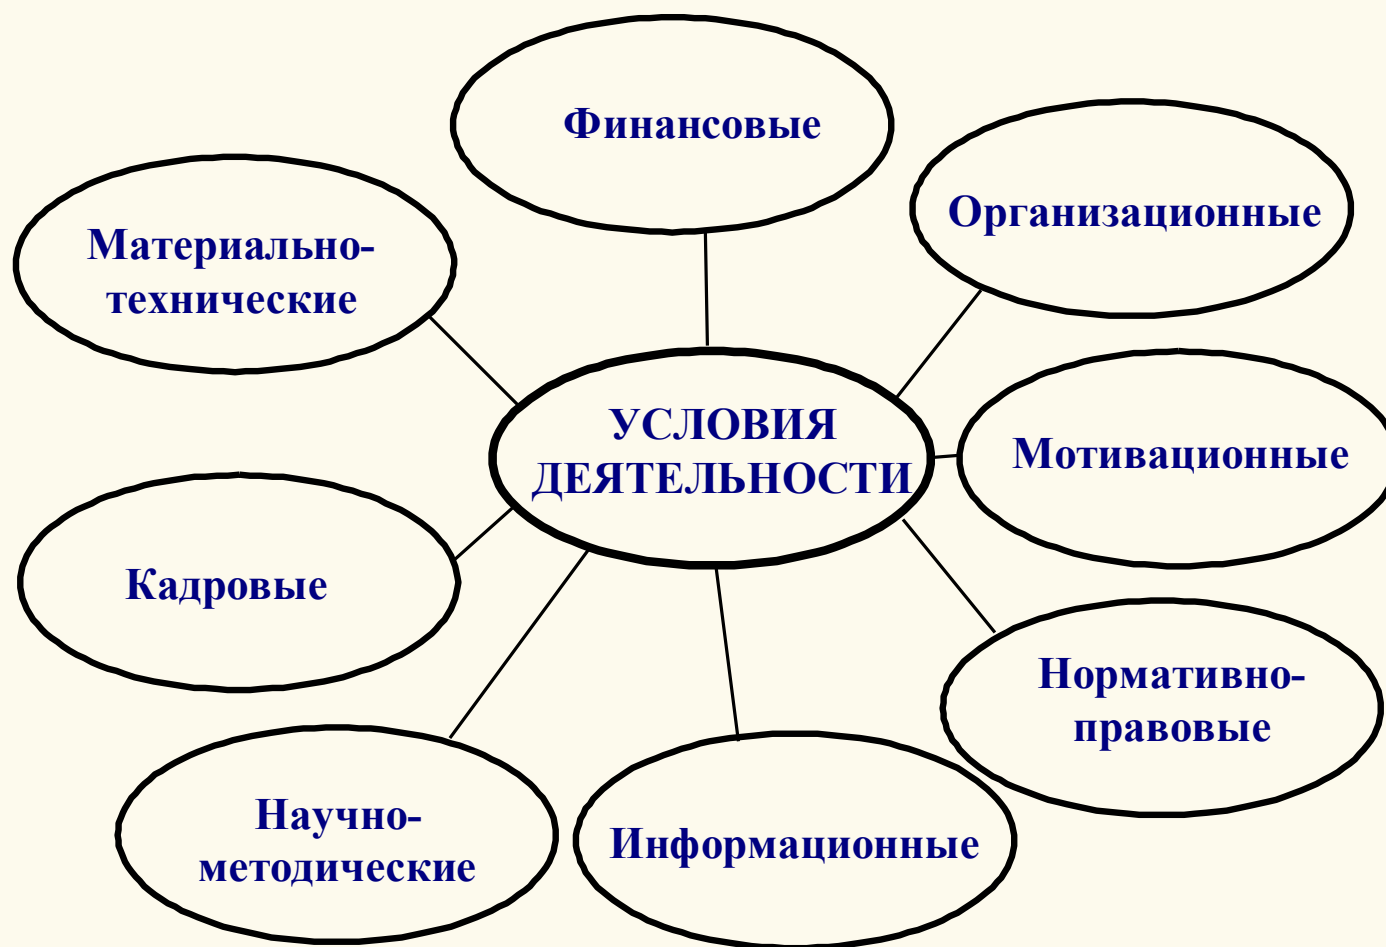 Финансовые
Организационные
Материально-
технические
УСЛОВИЯ
ДЕЯТЕЛЬНОСТИ
Мотивационные
Кадровые
Нормативно-
правовые
Научно-
методические
Информационные